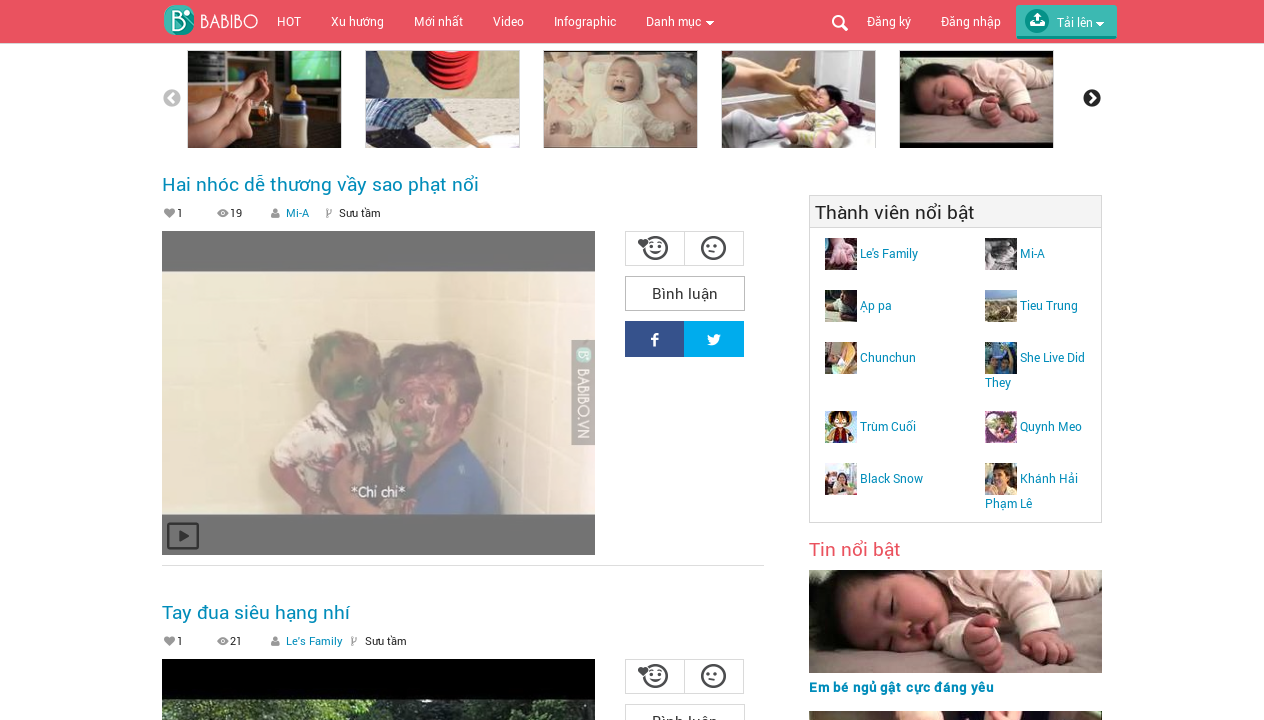 BABIBO
HOT
Xu hướng
Mới nhất
Video
Infographic
Danh mục
Đăng ký
Đăng nhập
Tải lên
Hai nhóc dễ thương vầy sao phạt nổi
1
19
Mi-A
Sưu tầm
*Chỉ chỉ*
BABIBO.VN
Bình luận
Thành viên nổi bật
Le's Family
Mi-A
Ạp pa
Tieu Trung
Chunchun
She Live Did
They
Trùm Cuối
Quynh Meo
Black Snow
Khánh Hải
Phạm Lê
Tin nổi bật
Em bé ngủ gật cực đáng yêu
Tay đua siêu hạng nhí
1
21
Le's Family
Sưu tầm
Bình luận